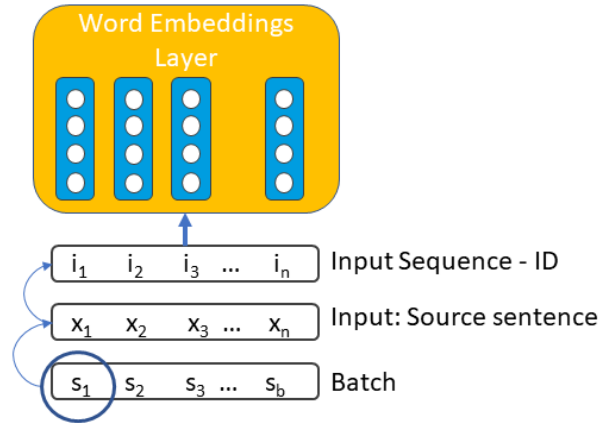 Word Embeddings
Layer
i1 i2 i3 ... in Input Sequence - ID
x1 x2 x3 ... xn Input: Source sentence
s1 s2 s3 ... sb Batch